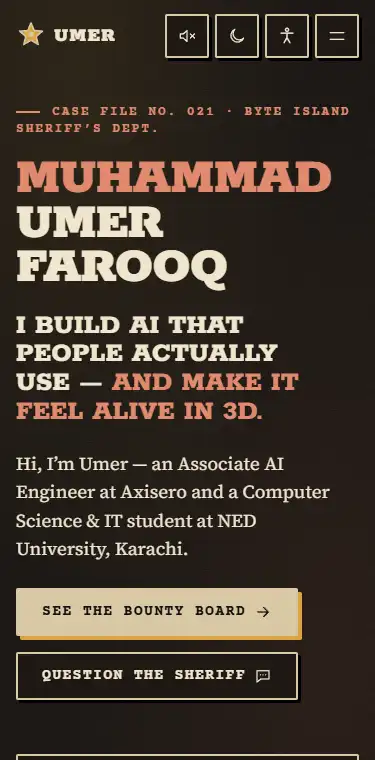 UMER
CASE FILE NO. 021 · BYTE ISLAND
SHERIFF'S DEPT.
MUHAMMAD
UMER
FAROOQ
I BUILD AI THAT
PEOPLE ACTUALLY
USE — AND MAKE IT
FEEL ALIVE IN 3D.
Hi, I’m Umer — an Associate AI
Engineer at Axisero and a Computer
Science & IT student at NED
University, Karachi.
SEE THE BOUNTY BOARD →
QUESTION THE SHERIFF